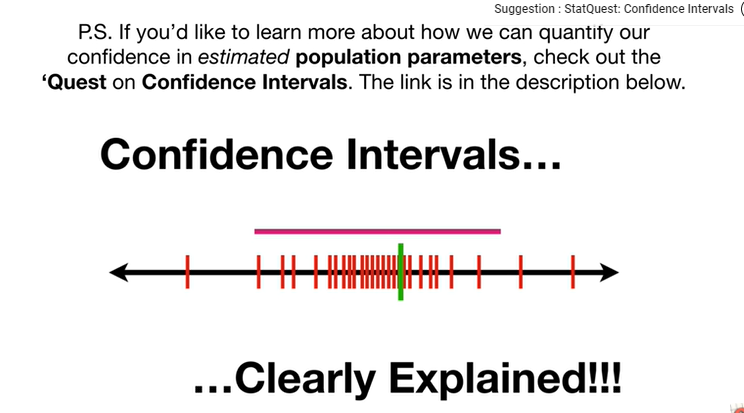 Suggestion : StatQuest: Confidence Intervals
P.S. If you’d like to learn more about how we can quantify our
confidence in estimated population parameters, check out the
‘Quest on Confidence Intervals. The link is in the description below.
Confidence Intervals…
…Clearly Explained!!!